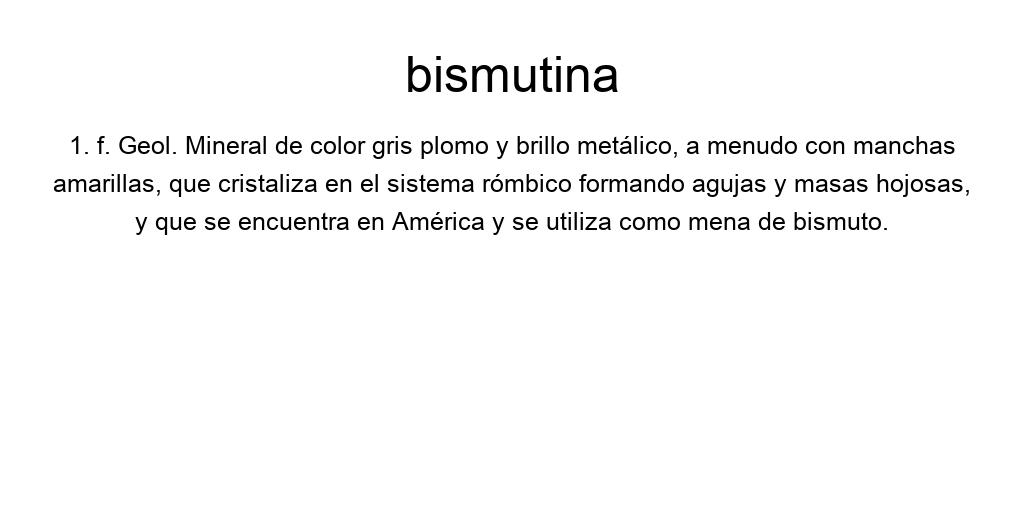 bismutina
1. f. Geol. Mineral de color gris plomo y brillo metálico, a menudo con manchas
amarillas, que cristaliza en el sistema rómbico formando agujas y masas hojosas,
y que se encuentra en América y se utiliza como mena de bismuto.